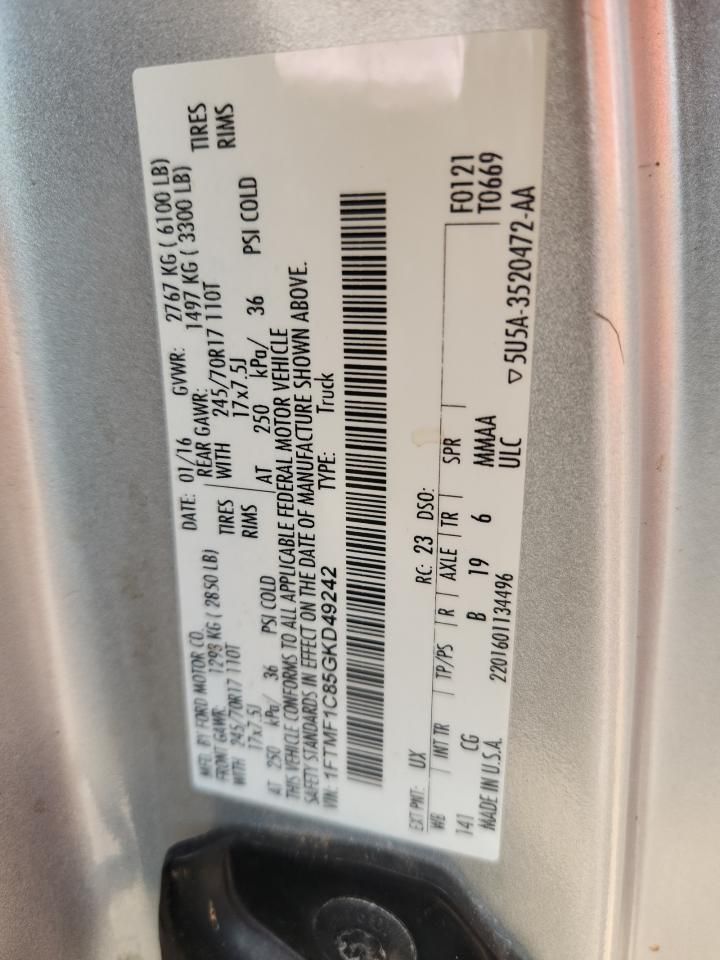 MFD. BY FORD MOTOR CO. DATE: 01/16 GVWR: 2767 KG ( 6100 LB)
FRONT GAWR: 1293 KG ( 2850 LB) REAR GAWR: 1497 KG ( 3300 LB)
WITH 245/70R17 110T TIRES WITH 245/70R17 110T TIRES
17x7.5J RIMS 17x7.5J RIMS
AT 250 kPa/ 36 PSI COLD AT 250 kPa/ 36 PSI COLD
THIS VEHICLE CONFORMS TO ALL APPLICABLE FEDERAL MOTOR VEHICLE
SAFETY STANDARDS IN EFFECT ON THE DATE OF MANUFACTURE SHOWN ABOVE.
VIN: 1FTMF1C85GKD49242 TYPE: Truck
EXT PNT: UX RC: 23 DSO: F0121
WB INT TR TP/PS R AXLE TR SPR T0669
141 CG B 19 6 MMAA
MADE IN U.S.A. 2201601134496 ULC
▽5U5A-3520472-AA